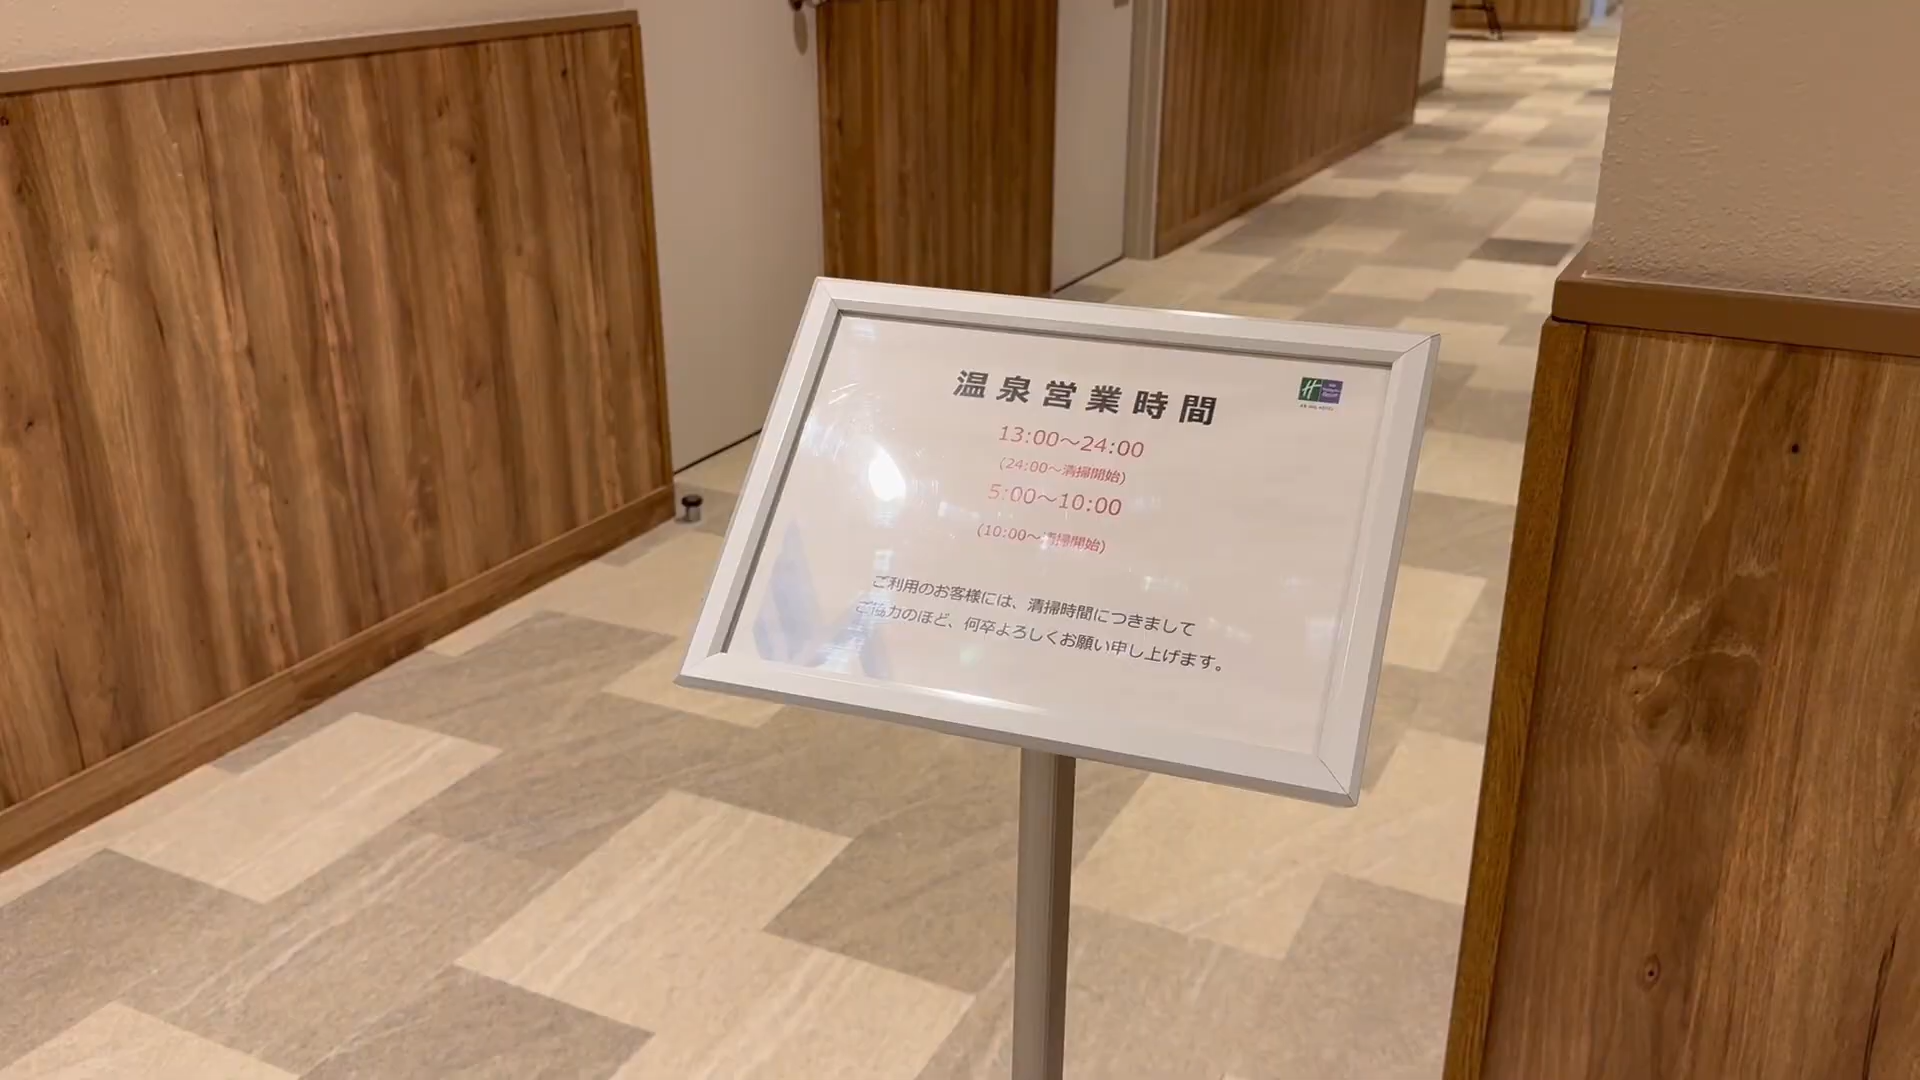 温泉営業時間
13:00～24:00
(24:00～清掃開始)
5:00～10:00
(10:00～清掃開始)
ご利用のお客様には、清掃時間につきまして
ご協力のほど、何卒よろしくお願い申し上げます。
H